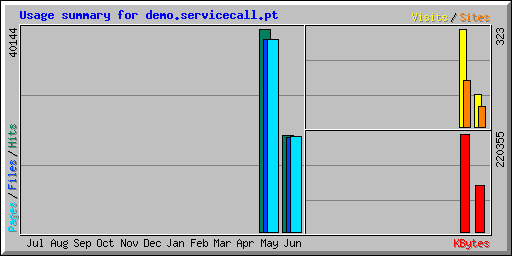 Usage summary for demo.servicecall.pt
Visits / Sites
40144
323
220355
Pages / Files / Hits
Jul Aug Sep Oct Nov Dec Jan Feb Mar Apr May Jun
KBytes